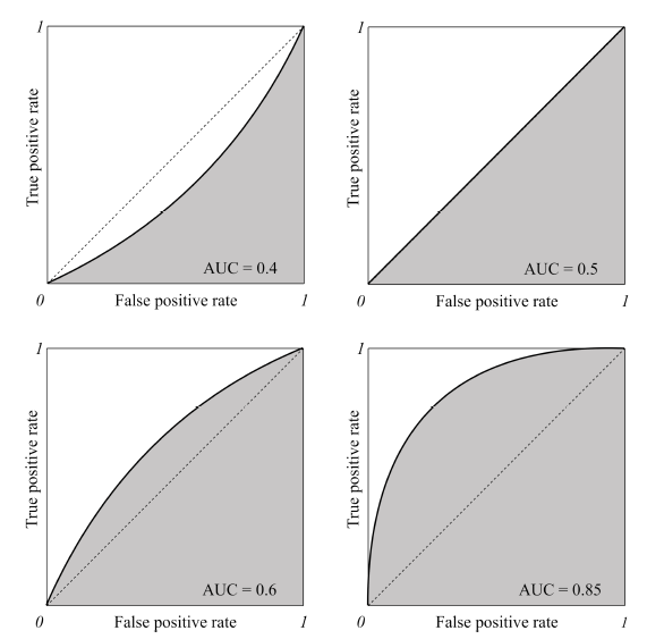 1
True positive rate
AUC = 0.4
0
False positive rate
1
1
True positive rate
AUC = 0.5
0
False positive rate
1
1
True positive rate
AUC = 0.6
0
False positive rate
1
1
True positive rate
AUC = 0.85
0
False positive rate
1